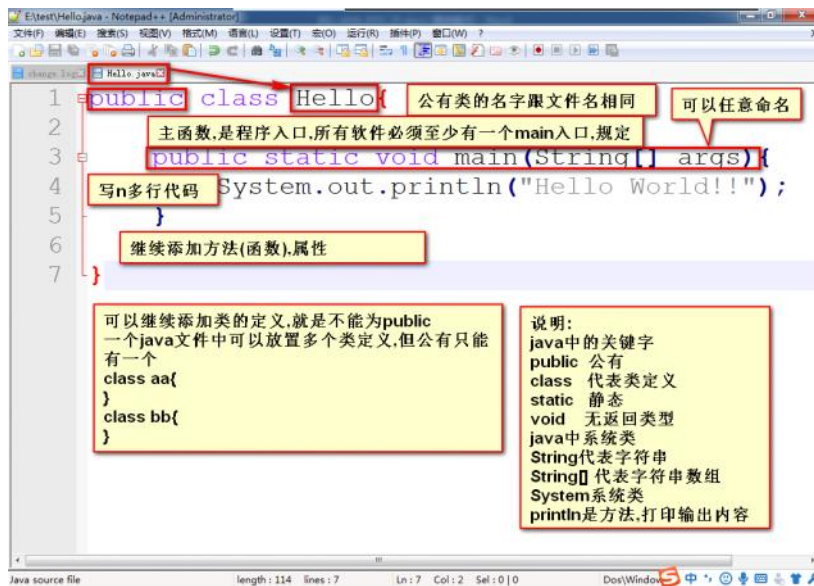 E:\test\Hello.java - Notepad++ [Administrator]
文件(F) 编辑(E) 搜索(S) 视图(V) 格式(M) 语言(L) 设置(T) 宏(O) 运行(R) 插件(P) 窗口(W) ?
change.log Hello.java
1 public class Hello{
公有类的名字跟文件名相同
可以任意命名
2
主函数,是程序入口,所有软件必须至少有一个main入口,规定
3 public static void main(String[] args){
写n多行代码
4 System.out.println("Hello World!!");
5 }
6
继续添加方法(函数),属性
7 }
可以继续添加类的定义,就是不能为public
一个java文件中可以放置多个类定义,但公有只能
有一个
class aa{
}
class bb{
}
说明:
java中的关键字
public 公有
class 代表类定义
static 静态
void 无返回类型
java中系统类
String代表字符串
String[] 代表字符串数组
System系统类
println是方法,打印输出内容
Java source file length : 114 lines : 7 Ln : 7 Col : 2 Sel : 0 | 0 Dos\Window
中